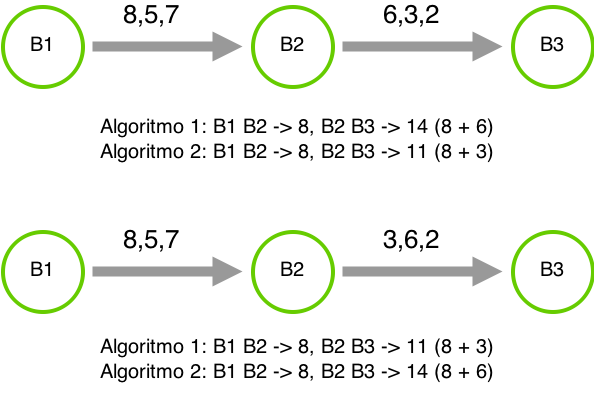 8,5,7 6,3,2
B1 B2 B3
Algoritmo 1: B1 B2 -> 8, B2 B3 -> 14 (8 + 6)
Algoritmo 2: B1 B2 -> 8, B2 B3 -> 11 (8 + 3)
8,5,7 3,6,2
B1 B2 B3
Algoritmo 1: B1 B2 -> 8, B2 B3 -> 11 (8 + 3)
Algoritmo 2: B1 B2 -> 8, B2 B3 -> 14 (8 + 6)